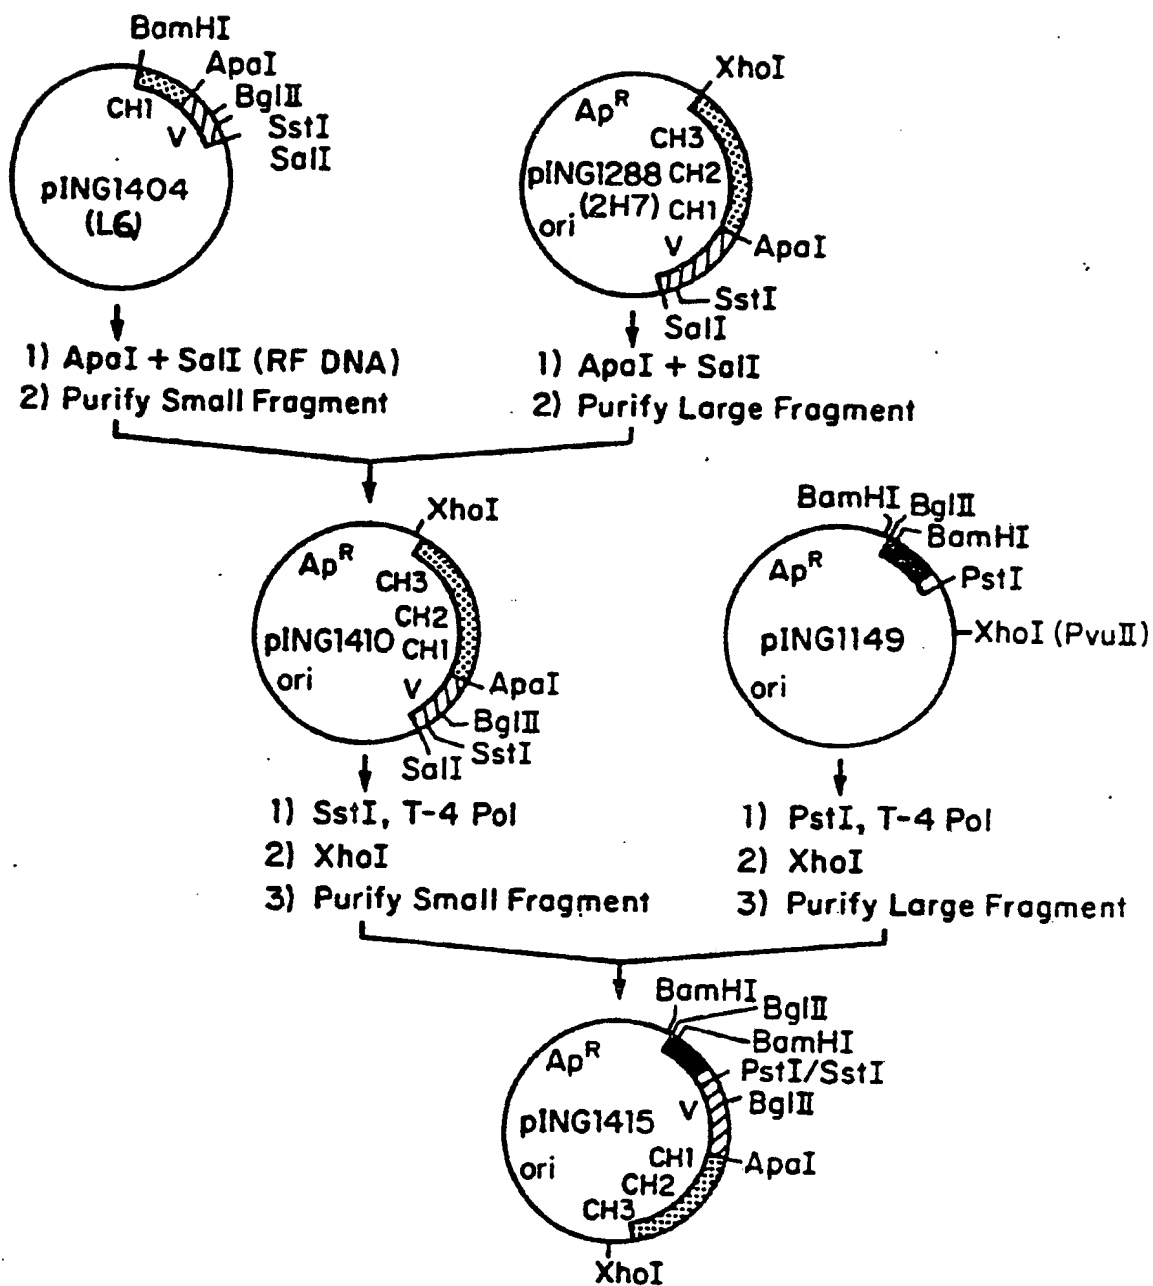 BamHI
ApaI
BglII
SstI
SalI
CH1
V
pING1404
(L6)
1) ApaI + SalI (RF DNA)
2) Purify Small Fragment
XhoI
Ap^R
CH3
pING1288 CH2
(2H7) CH1
ori
V
ApaI
SstI
SalI
1) ApaI + SalI
2) Purify Large Fragment
XhoI
Ap^R
CH3
CH2
pING1410 CH1
ori
V
ApaI
BglII
SstI
SalI
1) SstI, T-4 Pol
2) XhoI
3) Purify Small Fragment
BamHI
BglII
BamHI
Ap^R
PstI
XhoI (PvuII)
pING1149
ori
1) PstI, T-4 Pol
2) XhoI
3) Purify Large Fragment
BamHI
BglII
BamHI
Ap^R
PstI/SstI
BglII
V
pING1415
CH1
ori
ApaI
CH2
CH3
XhoI